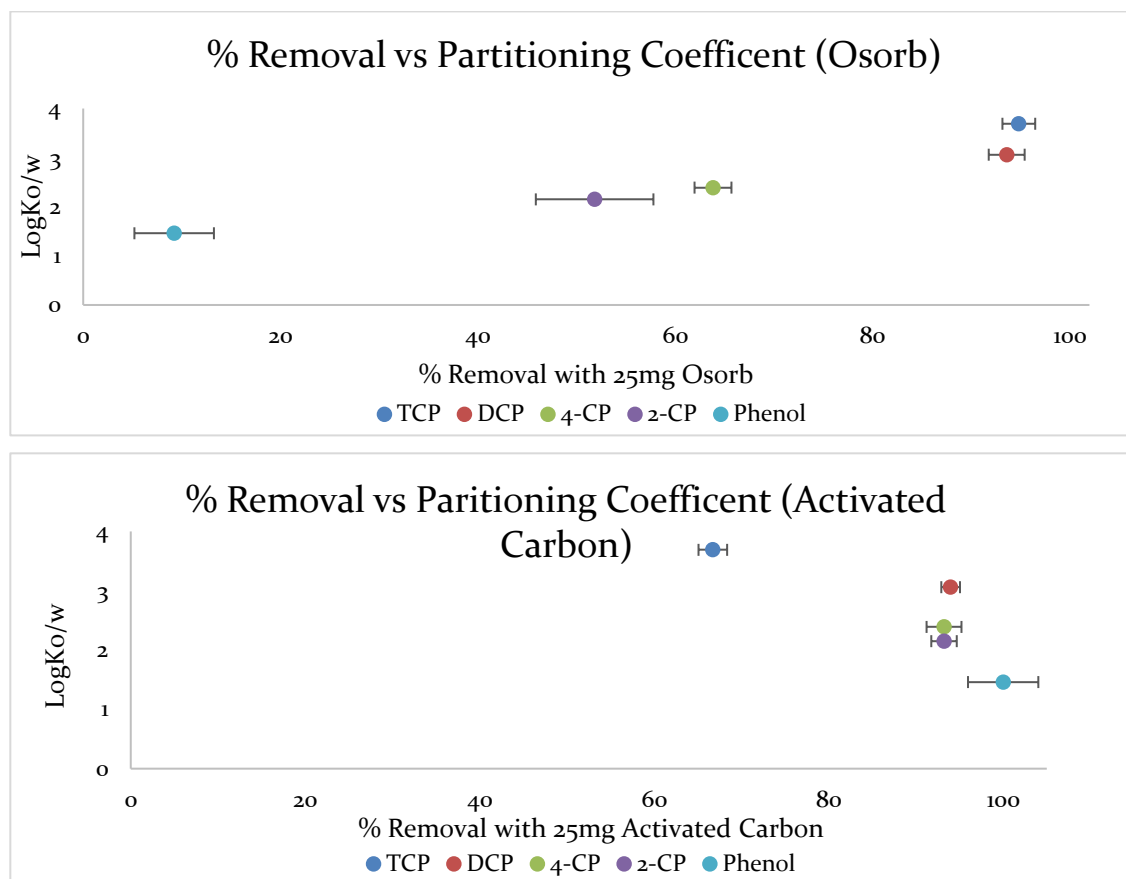 % Removal vs Partitioning Coefficent (Osorb)
4
3
2
1
0
LogKo/w
0 20 40 60 80 100
% Removal with 25mg Osorb
TCP DCP 4-CP 2-CP Phenol
% Removal vs Paritioning Coefficent (Activated
Carbon)
4
3
2
1
0
LogKo/w
0 20 40 60 80 100
% Removal with 25mg Activated Carbon
TCP DCP 4-CP 2-CP Phenol